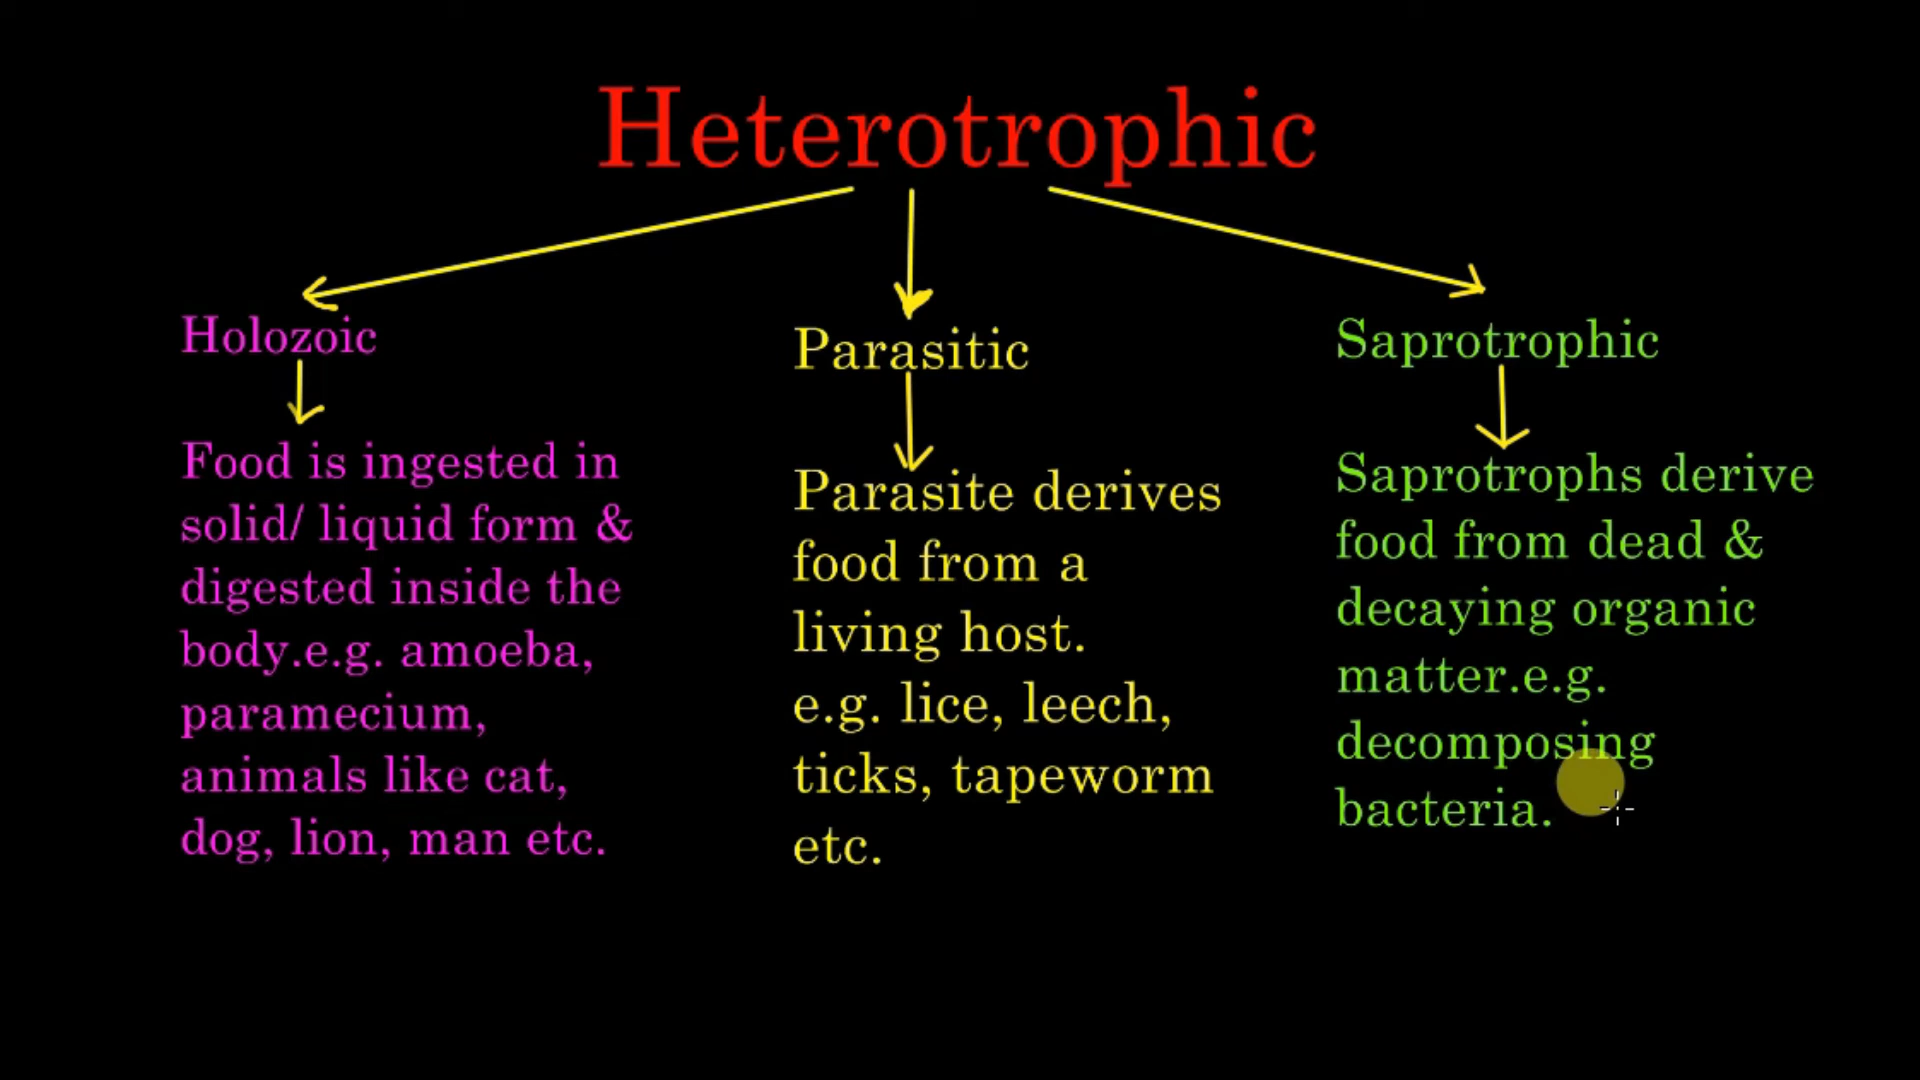 Heterotrophic
Holozoic
Food is ingested in
solid/ liquid form &
digested inside the
body.e.g. amoeba,
paramecium,
animals like cat,
dog, lion, man etc.
Parasitic
Parasite derives
food from a
living host.
e.g. lice, leech,
ticks, tapeworm
etc.
Saprotrophic
Saprotrophs derive
food from dead &
decaying organic
matter.e.g.
decomposing
bacteria.